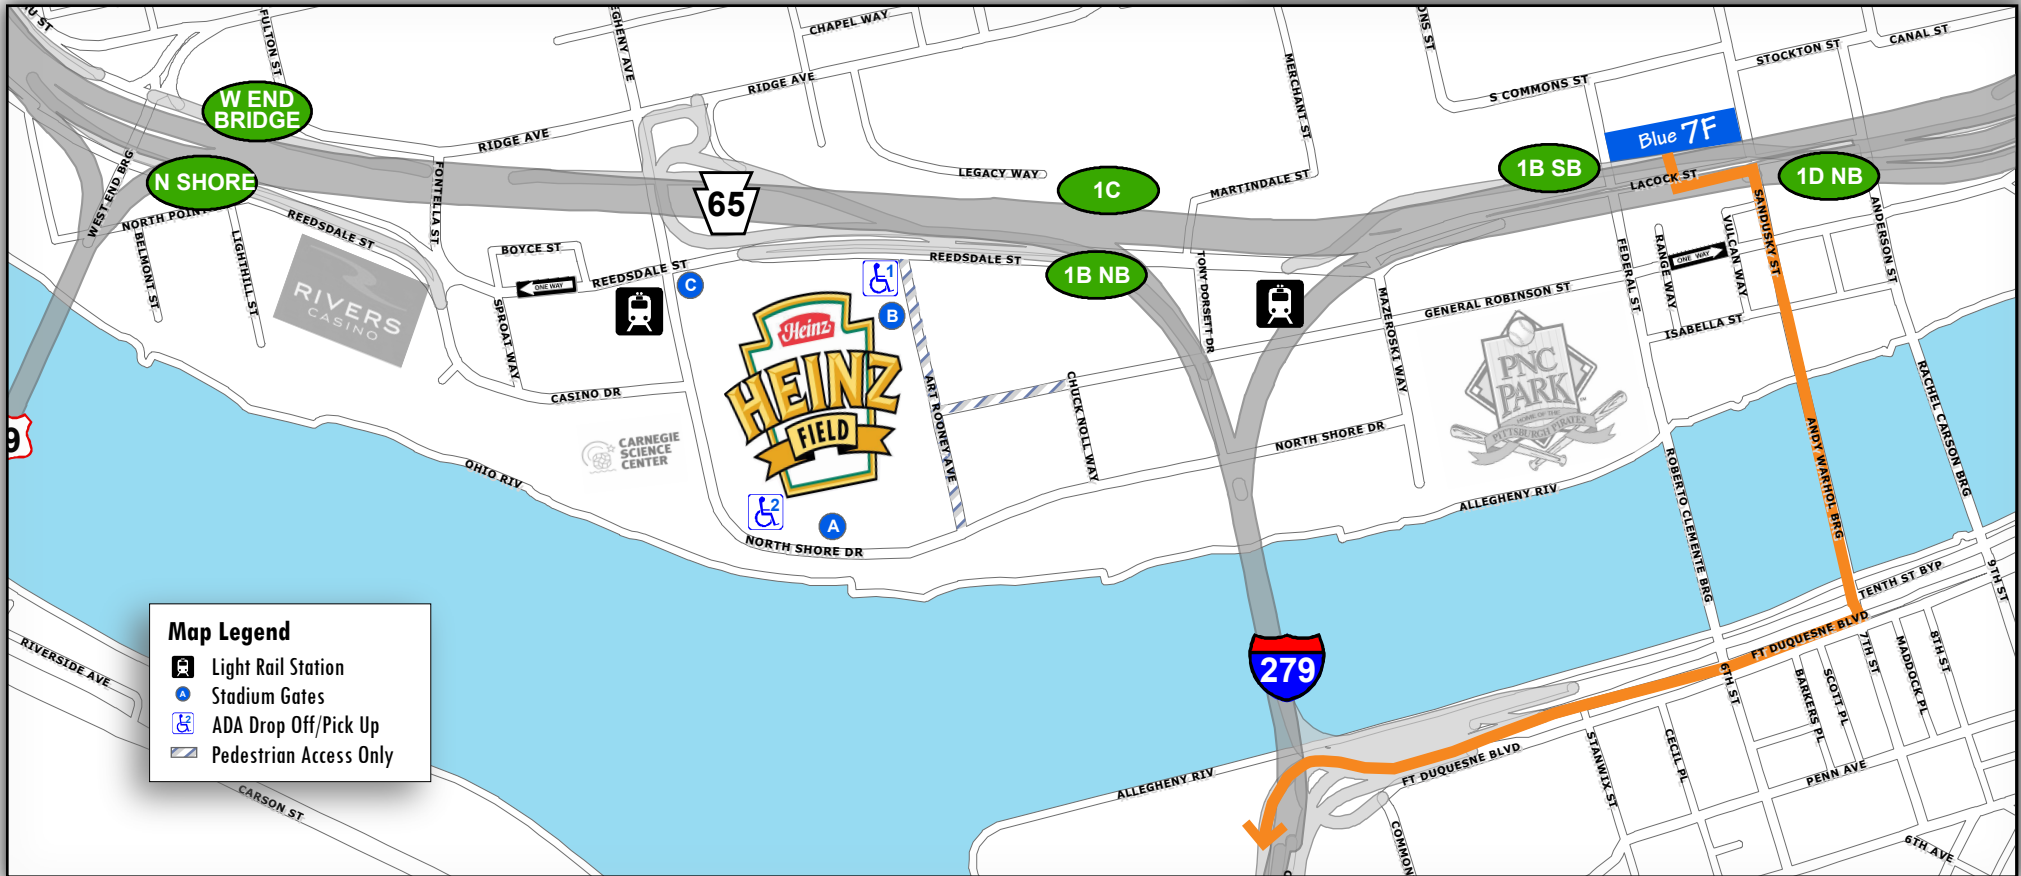 FULTON ST
CHAPEL WAY
RIDGE AVE
MERCHANT ST
S COMMONS ST
STOCKTON ST
CANAL ST
W END
BRIDGE
RIDGE AVE
Blue 7F
N SHORE
WEST END BRG
FONTELLA ST
65
LEGACY WAY
1C
MARTINDALE ST
1B SB
LACOCK ST
1D NB
NORTH POINT
BELMONT ST
LIGHTHILL ST
REEDSDALE ST
BOYCE ST
REEDSDALE ST
ONE WAY
SPROAT WAY
C
1
B
REEDSDALE ST
1B NB
TONY DORSETT DR
MAZEROSKI WAY
GENERAL ROBINSON ST
FEDERAL ST
RANGE WAY
ONE WAY
VULCAN WAY
SANDUSKY ST
ANDERSON ST
ISABELLA ST
RIVERS
CASINO
Heinz
HEINZ
FIELD
ART ROONEY AVE
CHUCK NOLL WAY
NORTH SHORE DR
PNC
PARK
HOME OF THE
PITTSBURGH PIRATES
CASINO DR
CARNEGIE
SCIENCE
CENTER
OHIO RIV
9
2
A
NORTH SHORE DR
ALLEGHENY RIV
ROBERTO CLEMENTE BRG
ANDY WARHOL BRG
RACHEL CARSON BRG
TENTH ST BYP
9TH ST
279
FT DUQUESNE BLVD
6TH ST
7TH ST
MADDOCK PL
8TH ST
BARKERS PL
SCOTT PL
FT DUQUESNE BLVD
STANWIX ST
CECIL PL
PENN AVE
6TH AVE
COMMON
ALLEGHENY RIV
RIVERSIDE AVE
CARSON ST
Map Legend
Light Rail Station
A
Stadium Gates
2
ADA Drop Off/Pick Up
Pedestrian Access Only